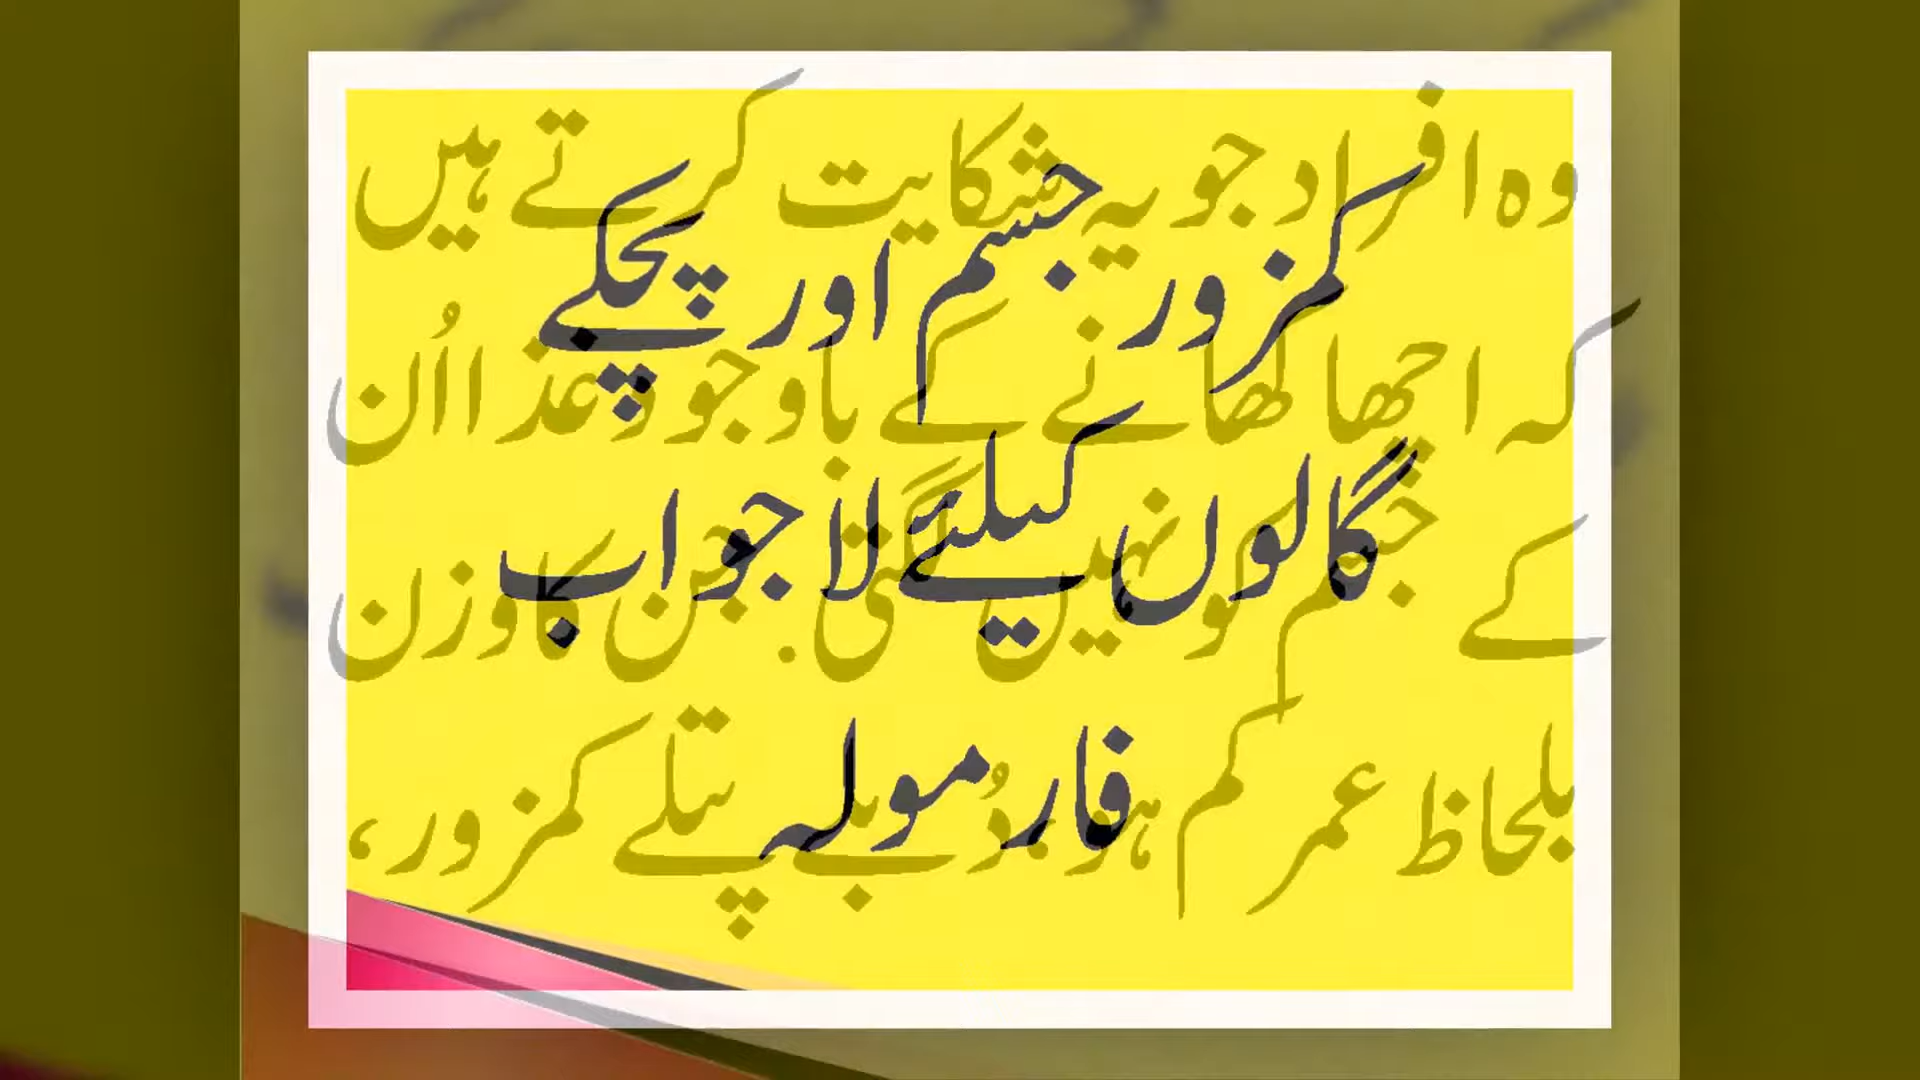 کمزور جسم اور پچکے
گالوں کیلئے لاجواب
فارمولہ
وہ افراد جو یہ شکایت کرتے ہیں
کہ اچھا کھانے کے باوجود غذا اُن
کے جسم کو نہیں لگتی. جن کا وزن
بلحاظ عمر کم ہو، دُبلے پتلے کمزور،